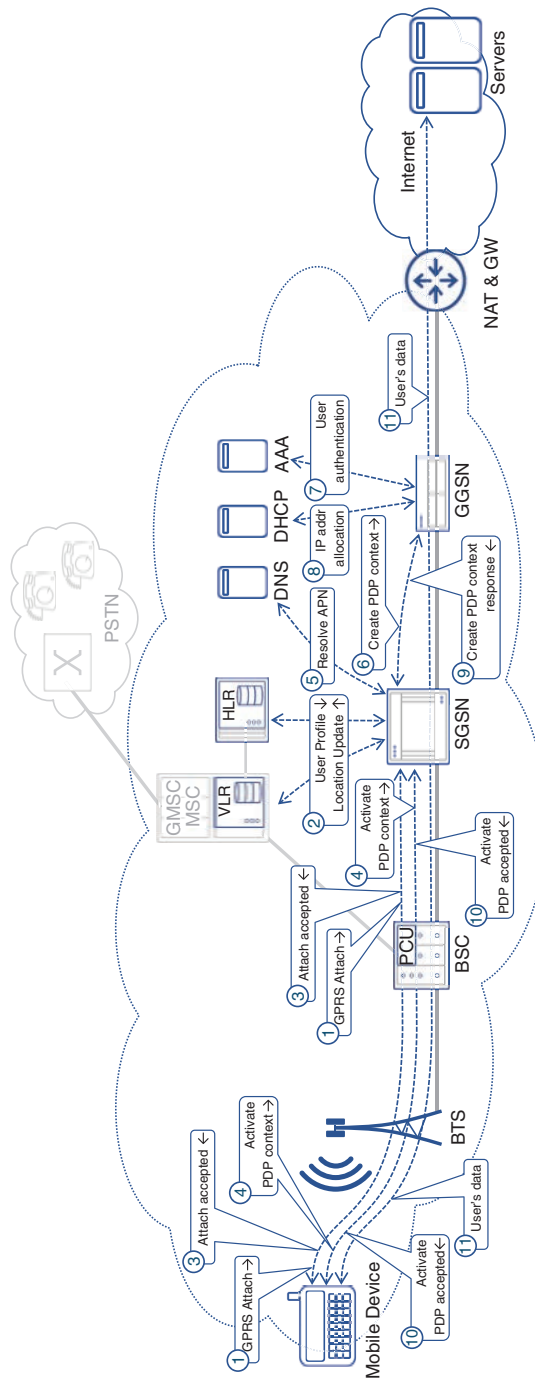 PSTN
X
GMSC
MSC
VLR
HLR
DNS
DHCP
AAA
Internet
Servers
NAT & GW
GGSN
SGSN
PCU
BSC
BTS
Mobile Device
1 GPRS Attach →
3 Attach accepted ←
4 Activate
PDP context →
10 Activate
PDP accepted←
11 User's data
1 GPRS Attach →
3 Attach accepted ←
2 User Profile ↓
Location Update ↑
4 Activate
PDP context →
10 Activate
PDP accepted←
5 Resolve APN
6 Create PDP context →
8 IP addr
allocation
7 User
authentication
9 Create PDP context
response ←
11 User's data